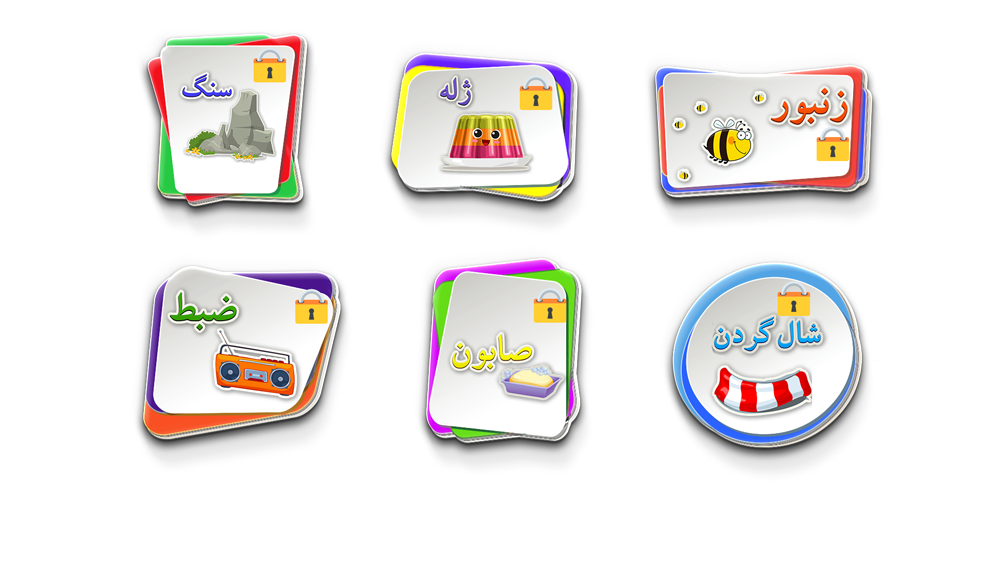 زنبور
ژله
سنگ
شال گردن
صابون
ضبط